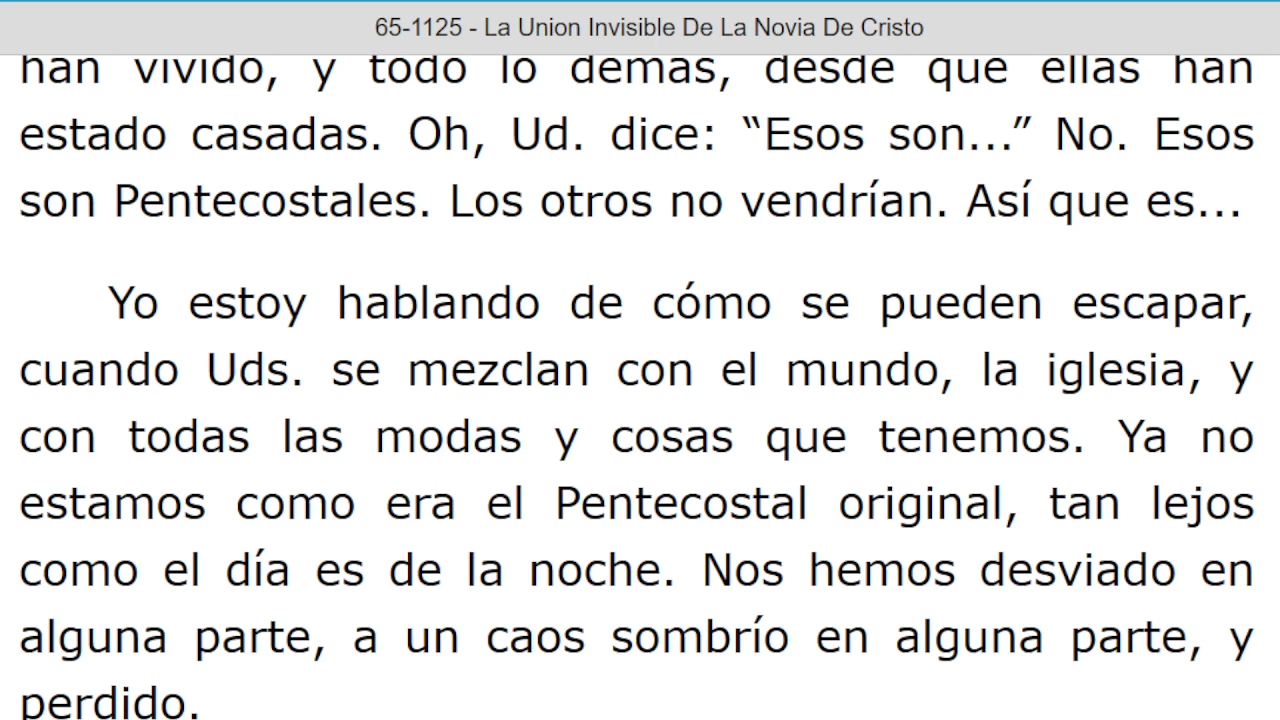 65-1125 - La Union Invisible De La Novia De Cristo
han vivido, y todo lo demás, desde que ellas han
estado casadas. Oh, Ud. dice: “Esos son...” No. Esos
son Pentecostales. Los otros no vendrían. Así que es...
Yo estoy hablando de cómo se pueden escapar,
cuando Uds. se mezclan con el mundo, la iglesia, y
con todas las modas y cosas que tenemos. Ya no
estamos como era el Pentecostal original, tan lejos
como el día es de la noche. Nos hemos desviado en
alguna parte, a un caos sombrío en alguna parte, y
perdido.